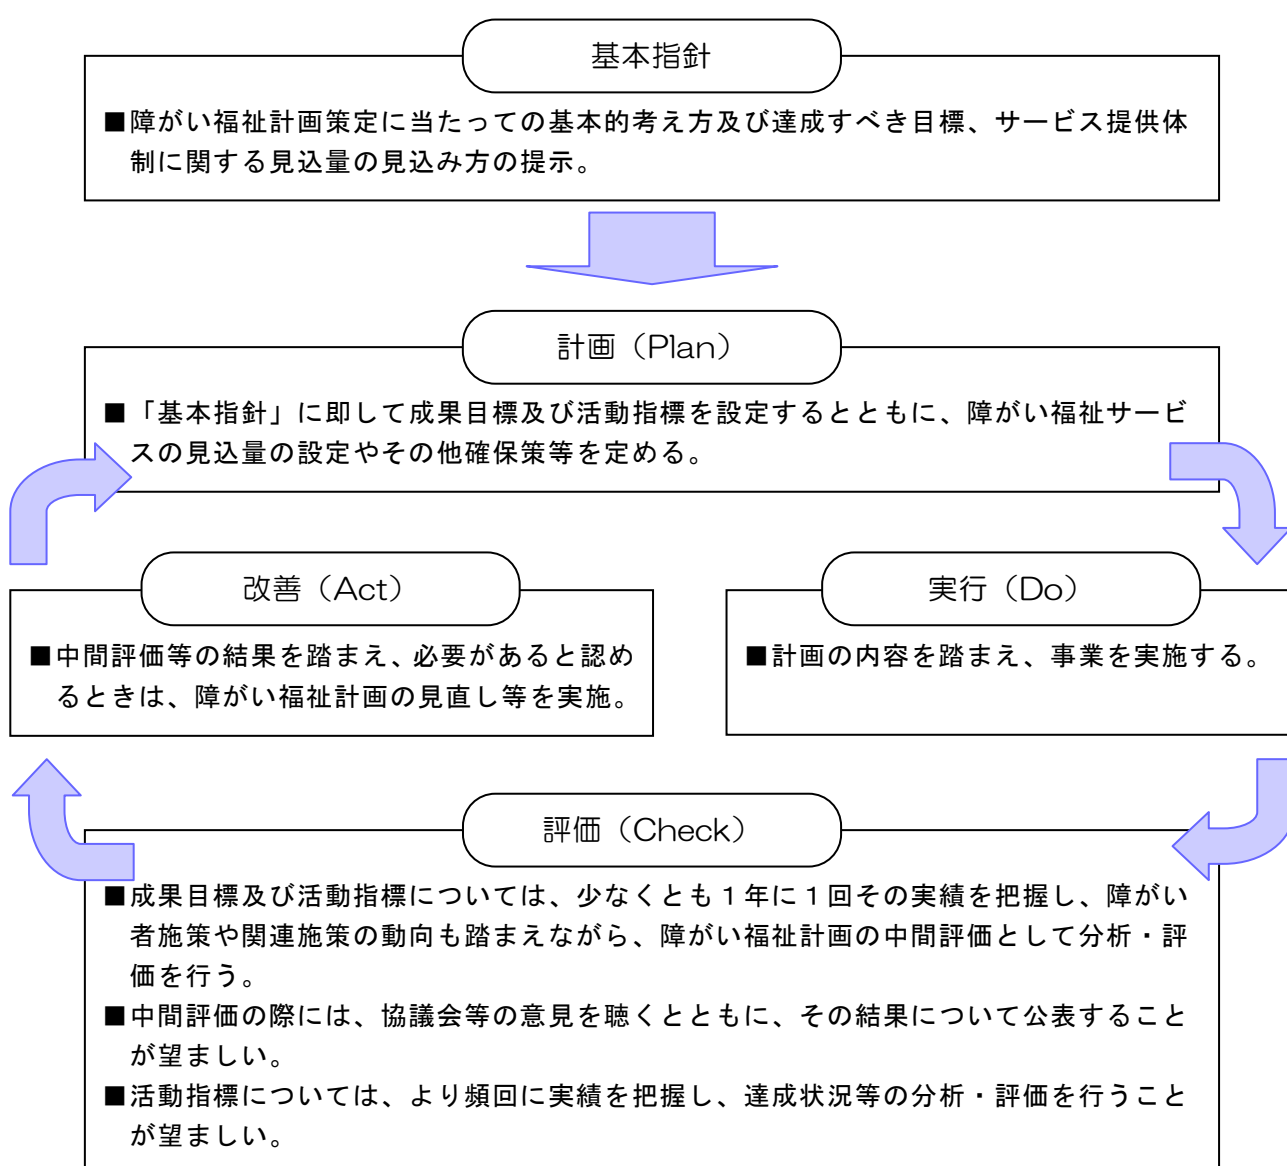 基本指針
■障がい福祉計画策定に当たっての基本的考え方及び達成すべき目標、サービス提供体
制に関する見込量の見込み方の提示。
計画（Plan）
■「基本指針」に即して成果目標及び活動指標を設定するとともに、障がい福祉サービ
スの見込量の設定やその他確保策等を定める。
改善（Act）
■中間評価等の結果を踏まえ、必要があると認め
るときは、障がい福祉計画の見直し等を実施。
実行（Do）
■計画の内容を踏まえ、事業を実施する。
評価（Check）
■成果目標及び活動指標については、少なくとも１年に１回その実績を把握し、障がい
者施策や関連施策の動向も踏まえながら、障がい福祉計画の中間評価として分析・評
価を行う。
■中間評価の際には、協議会等の意見を聴くとともに、その結果について公表すること
が望ましい。
■活動指標については、より頻回に実績を把握し、達成状況等の分析・評価を行うこと
が望ましい。